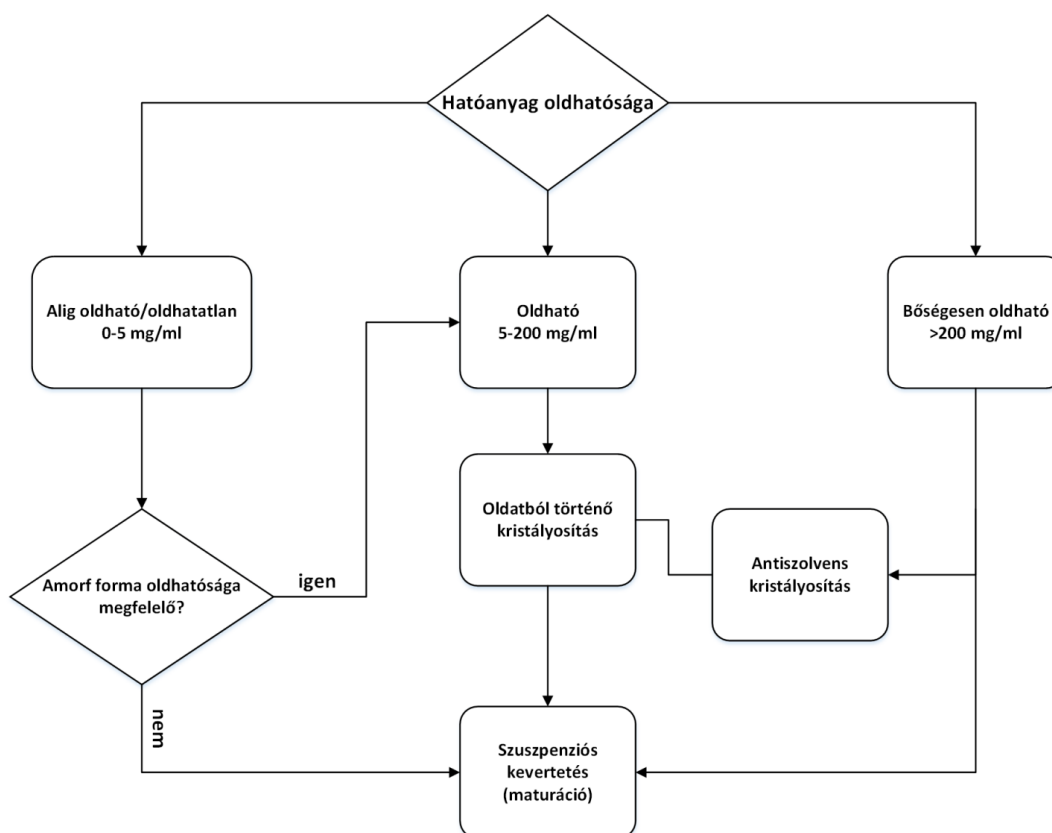 Hatóanyag oldhatósága
Alig oldható/oldhatatlan
0-5 mg/ml
Oldható
5-200 mg/ml
Bőségesen oldható
>200 mg/ml
Oldatból történő
kristályosítás
Antiszolvens
kristályosítás
Amorf forma oldhatósága
megfelelő?
igen
nem
Szuszpenziós
kevertetés
(maturáció)